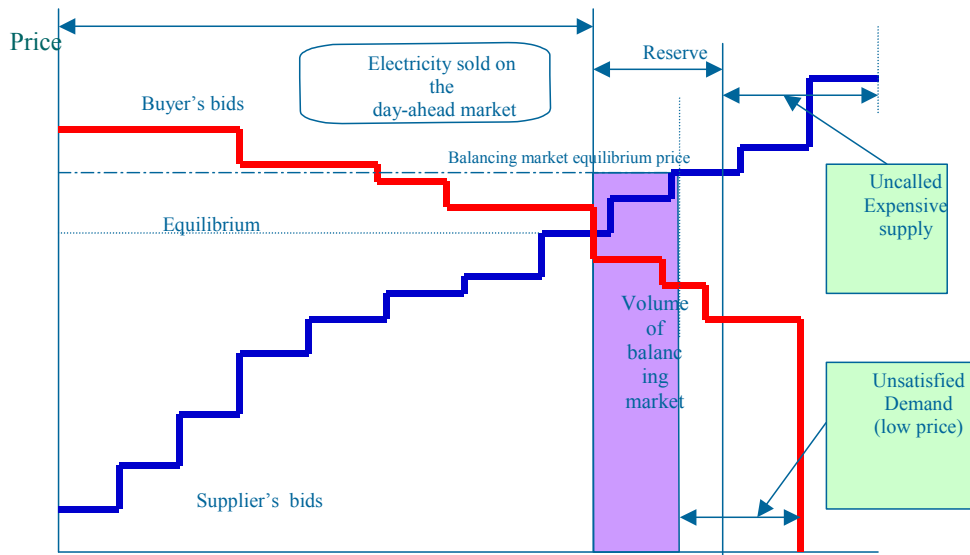 Price
Electricity sold on
the
day-ahead market
Reserve
Buyer's bids
Balancing market equilibrium price
Uncalled
Expensive
supply
Equilibrium
Volume
of
balanc
ing
market
Unsatisfied
Demand
(low price)
Supplier's bids